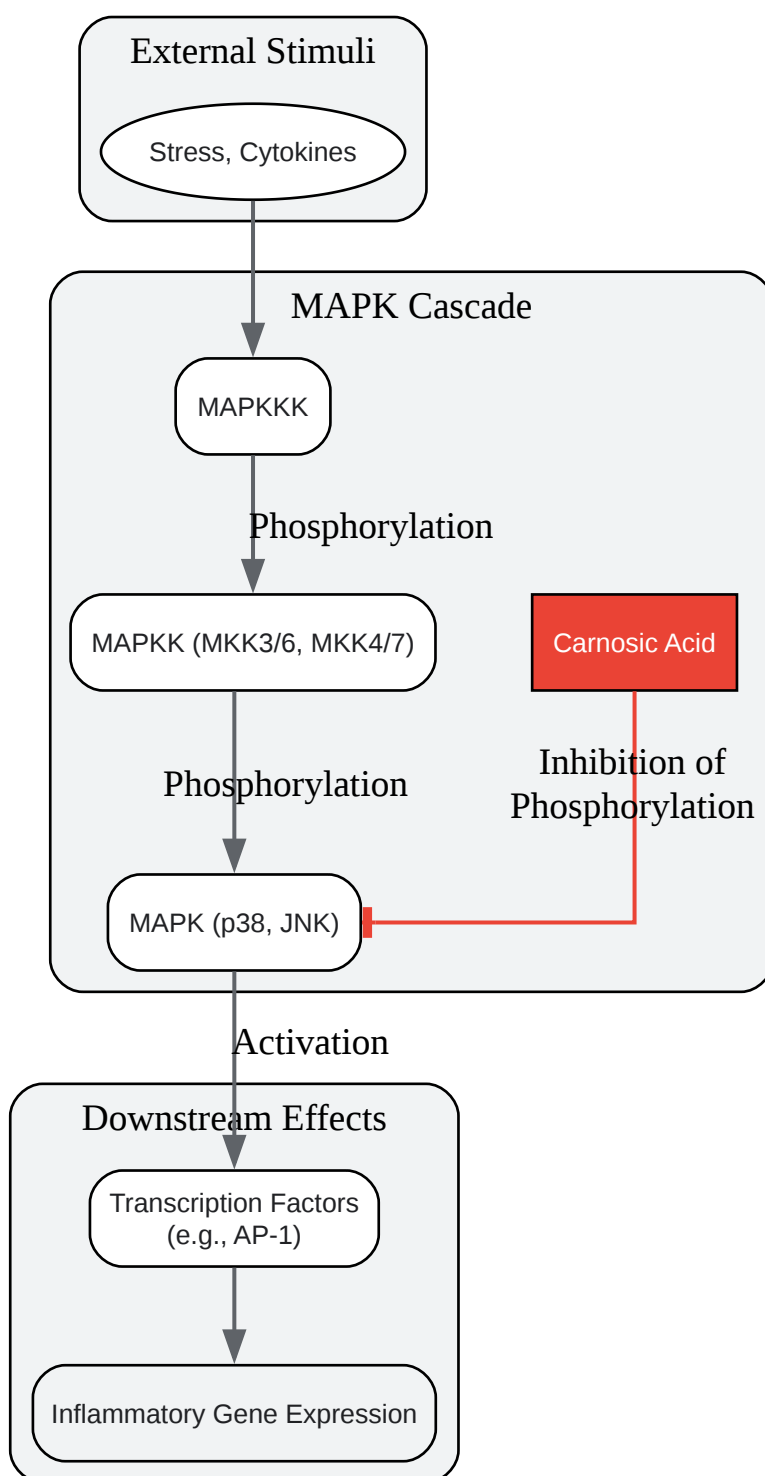 External Stimuli
Stress, Cytokines
MAPK Cascade
MAPKKK
Phosphorylation
MAPKK (MKK3/6, MKK4/7)
Carnosic Acid
Phosphorylation
Inhibition of
Phosphorylation
MAPK (p38, JNK)
Activation
Downstream Effects
Transcription Factors
(e.g., AP-1)
Inflammatory Gene Expression